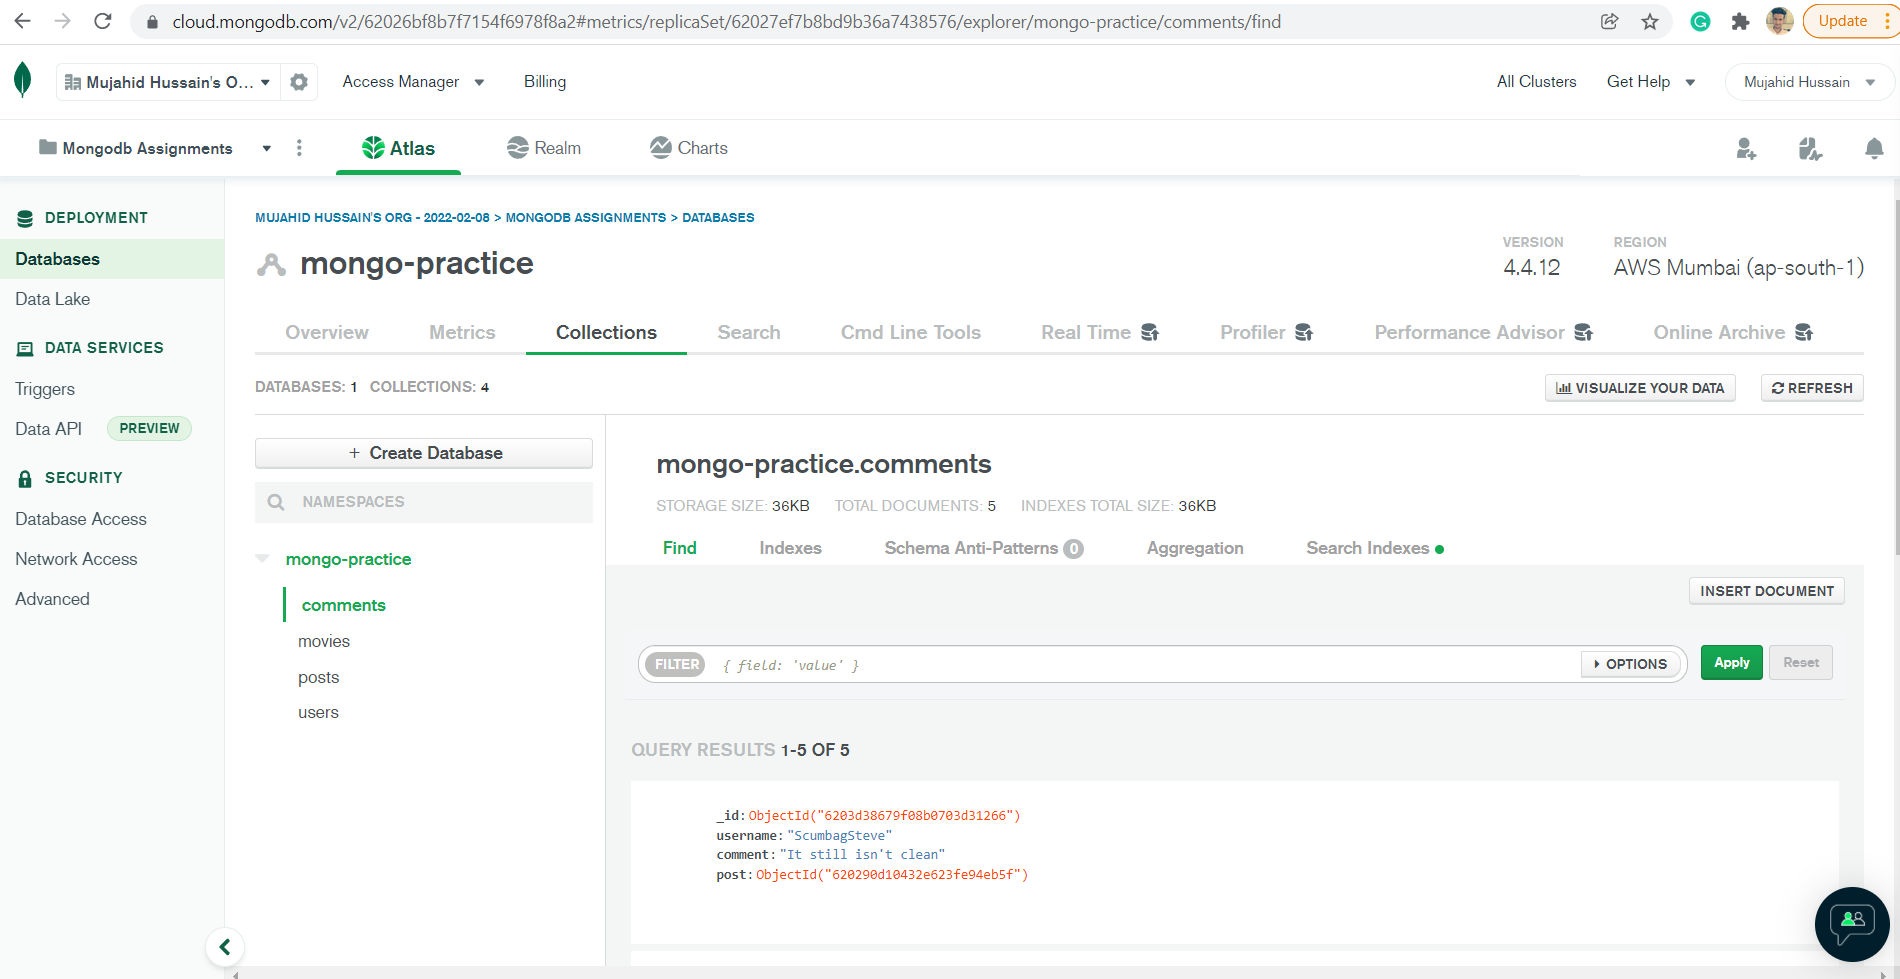 cloud.mongodb.com/v2/62026bf8b7f7154f6978f8a2#metrics/replicaSet/62027ef7b8bd9b36a7438576/explorer/mongo-practice/comments/find
Update
Mujahid Hussain's O...
Access Manager
Billing
All Clusters
Get Help
Mujahid Hussain
Mongodb Assignments
Atlas
Realm
Charts
DEPLOYMENT
Databases
Data Lake
DATA SERVICES
Triggers
Data API PREVIEW
SECURITY
Database Access
Network Access
Advanced
MUJAHID HUSSAIN'S ORG - 2022-02-08 > MONGODB ASSIGNMENTS > DATABASES
mongo-practice
VERSION
4.4.12
REGION
AWS Mumbai (ap-south-1)
Overview Metrics Collections Search Cmd Line Tools Real Time Profiler Performance Advisor Online Archive
DATABASES: 1 COLLECTIONS: 4
VISUALIZE YOUR DATA
REFRESH
+ Create Database
NAMESPACES
mongo-practice
comments
movies
posts
users
mongo-practice.comments
STORAGE SIZE: 36KB TOTAL DOCUMENTS: 5 INDEXES TOTAL SIZE: 36KB
Find Indexes Schema Anti-Patterns 0 Aggregation Search Indexes
INSERT DOCUMENT
FILTER { field: 'value' } OPTIONS Apply Reset
QUERY RESULTS 1-5 OF 5
_id: ObjectId("6203d38679f08b0703d31266")
username: "ScumbagSteve"
comment: "It still isn't clean"
post: ObjectId("620290d10432e623fe94eb5f")